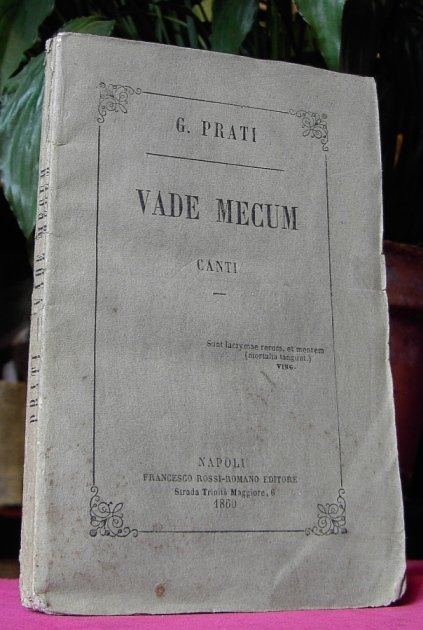 G. PRATI
VADE MECUM
CANTI
Sunt lacrymae rerum, et mentem
(mortalia tangunt.)
VIRG.
NAPOLI
FRANCESCO ROSSI-ROMANO EDITORE
Strada Trinità Maggiore, 6
1860
PRATI — VADE MECUM